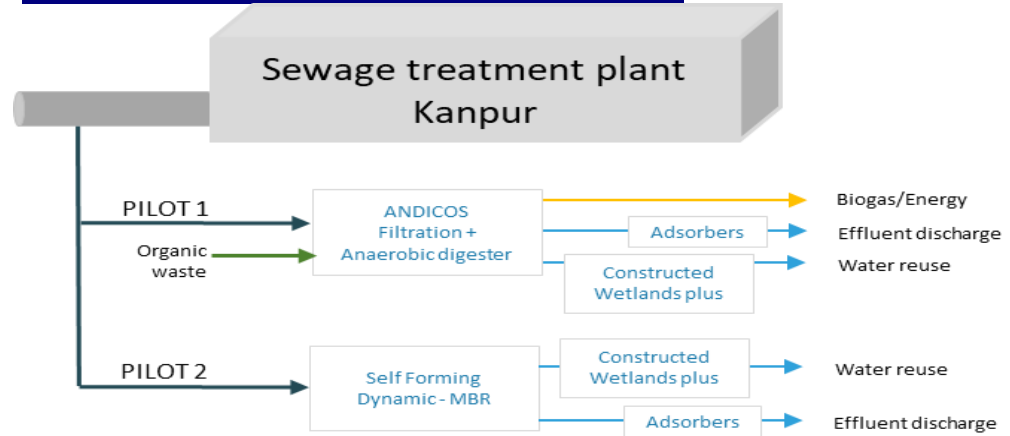 Sewage treatment plant
Kanpur
PILOT 1
Organic
waste
ANDICOS
Filtration +
Anaerobic digester
Biogas/Energy
Adsorbers
Effluent discharge
Constructed
Wetlands plus
Water reuse
PILOT 2
Self Forming
Dynamic - MBR
Constructed
Wetlands plus
Water reuse
Adsorbers
Effluent discharge